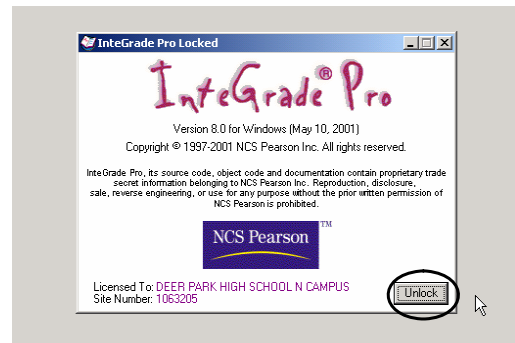 InteGrade Pro Locked
InteGrade® Pro
Version 8.0 for Windows (May 10, 2001)
Copyright © 1997-2001 NCS Pearson Inc. All rights reserved.
InteGrade Pro, its source code, object code and documentation contain proprietary trade
secret information belonging to NCS Pearson Inc. Reproduction, disclosure,
sale, reverse engineering, or use for any purpose without the prior written permission of
NCS Pearson is prohibited.
NCS Pearson™
Licensed To: DEER PARK HIGH SCHOOL N CAMPUS
Site Number: 1063205
Unlock